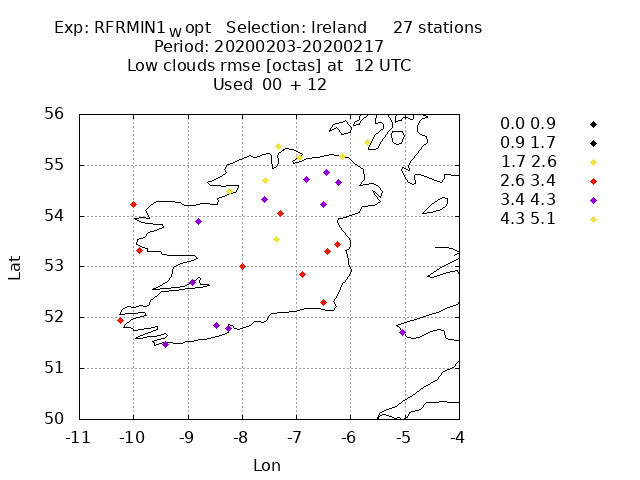 Exp: RFRMIN1 W opt   Selection: Ireland     27 stations
Period: 20200203-20200217
Low clouds rmse [octas] at  12 UTC
Used  00 + 12
56
55
54
53
52
51
50
-11 -10 -9 -8 -7 -6 -5 -4
Lat
Lon
0.0 0.9
0.9 1.7
1.7 2.6
2.6 3.4
3.4 4.3
4.3 5.1